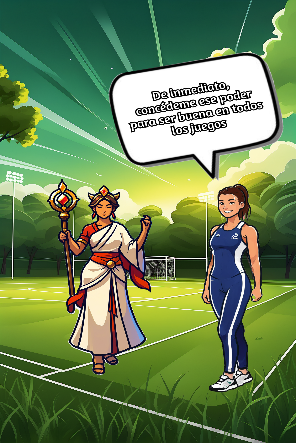 De inmediato,
concédeme ese poder
para ser buena en todos
los juegos